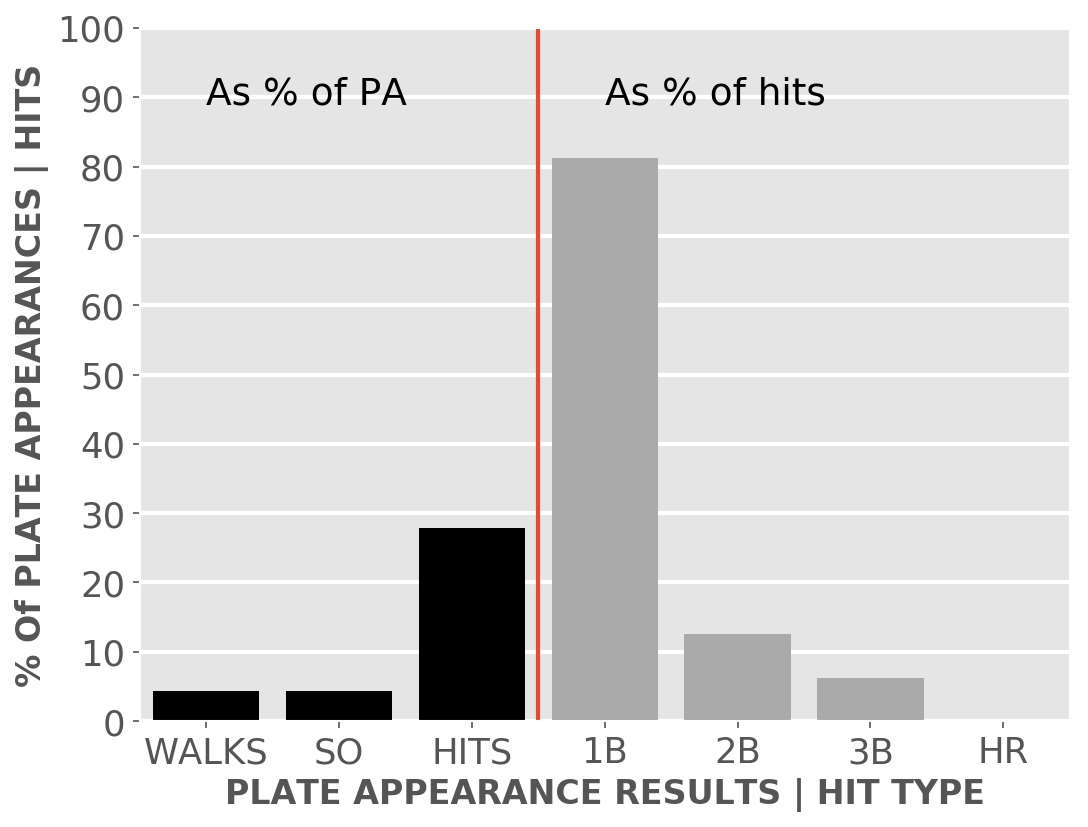 % Of PLATE APPEARANCES | HITS
100
90
80
70
60
50
40
30
20
10
0
As % of PA
As % of hits
WALKS SO HITS 1B 2B 3B HR
PLATE APPEARANCE RESULTS | HIT TYPE